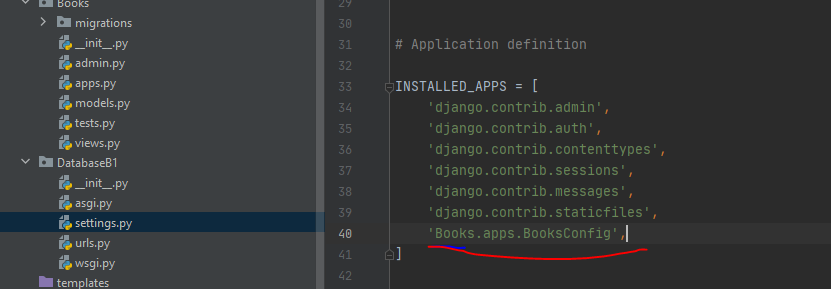 Books
migrations
__init__.py
admin.py
apps.py
models.py
tests.py
views.py
DatabaseB1
__init__.py
asgi.py
settings.py
urls.py
wsgi.py
templates
29
30
31 # Application definition
32
33 INSTALLED_APPS = [
34 'django.contrib.admin',
35 'django.contrib.auth',
36 'django.contrib.contenttypes',
37 'django.contrib.sessions',
38 'django.contrib.messages',
39 'django.contrib.staticfiles',
40 'Books.apps.BooksConfig',
41 ]
42